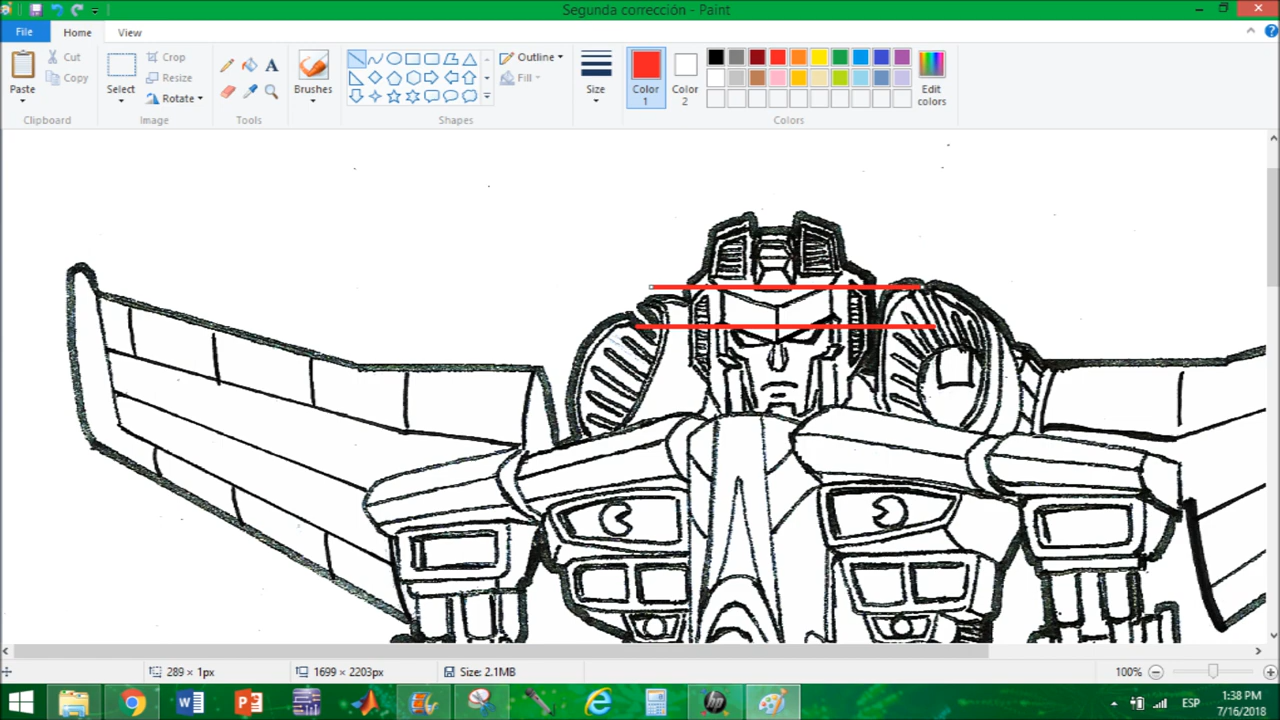 Segunda corrección - Paint
File Home View
Paste
Cut
Copy
Clipboard
Select
Crop
Resize
Rotate
Image
A
Tools
Brushes
Shapes
Outline
Fill
Size
Color 1
Color 2
Edit colors
Colors
289 × 1px
1699 × 2203px
Size: 2.1MB
100%
ESP
1:38 PM
7/16/2018